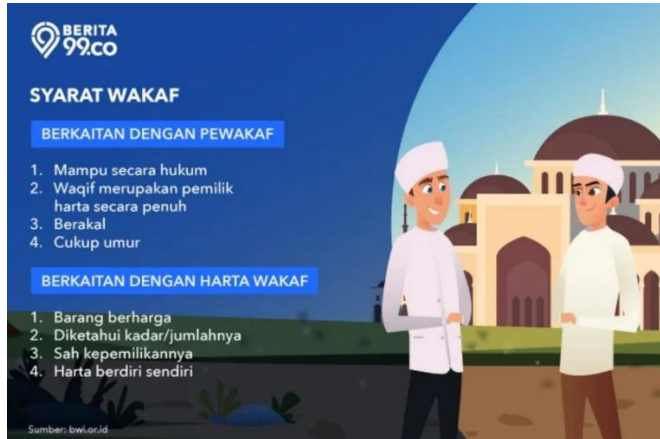 BERITA
99.co
SYARAT WAKAF
BERKAITAN DENGAN PEWAKAF
1. Mampu secara hukum
2. Waqif merupakan pemilik
harta secara penuh
3. Berakal
4. Cukup umur
BERKAITAN DENGAN HARTA WAKAF
1. Barang berharga
2. Diketahui kadar/jumlahnya
3. Sah kepemilikannya
4. Harta berdiri sendiri
Sumber: bwi.or.id